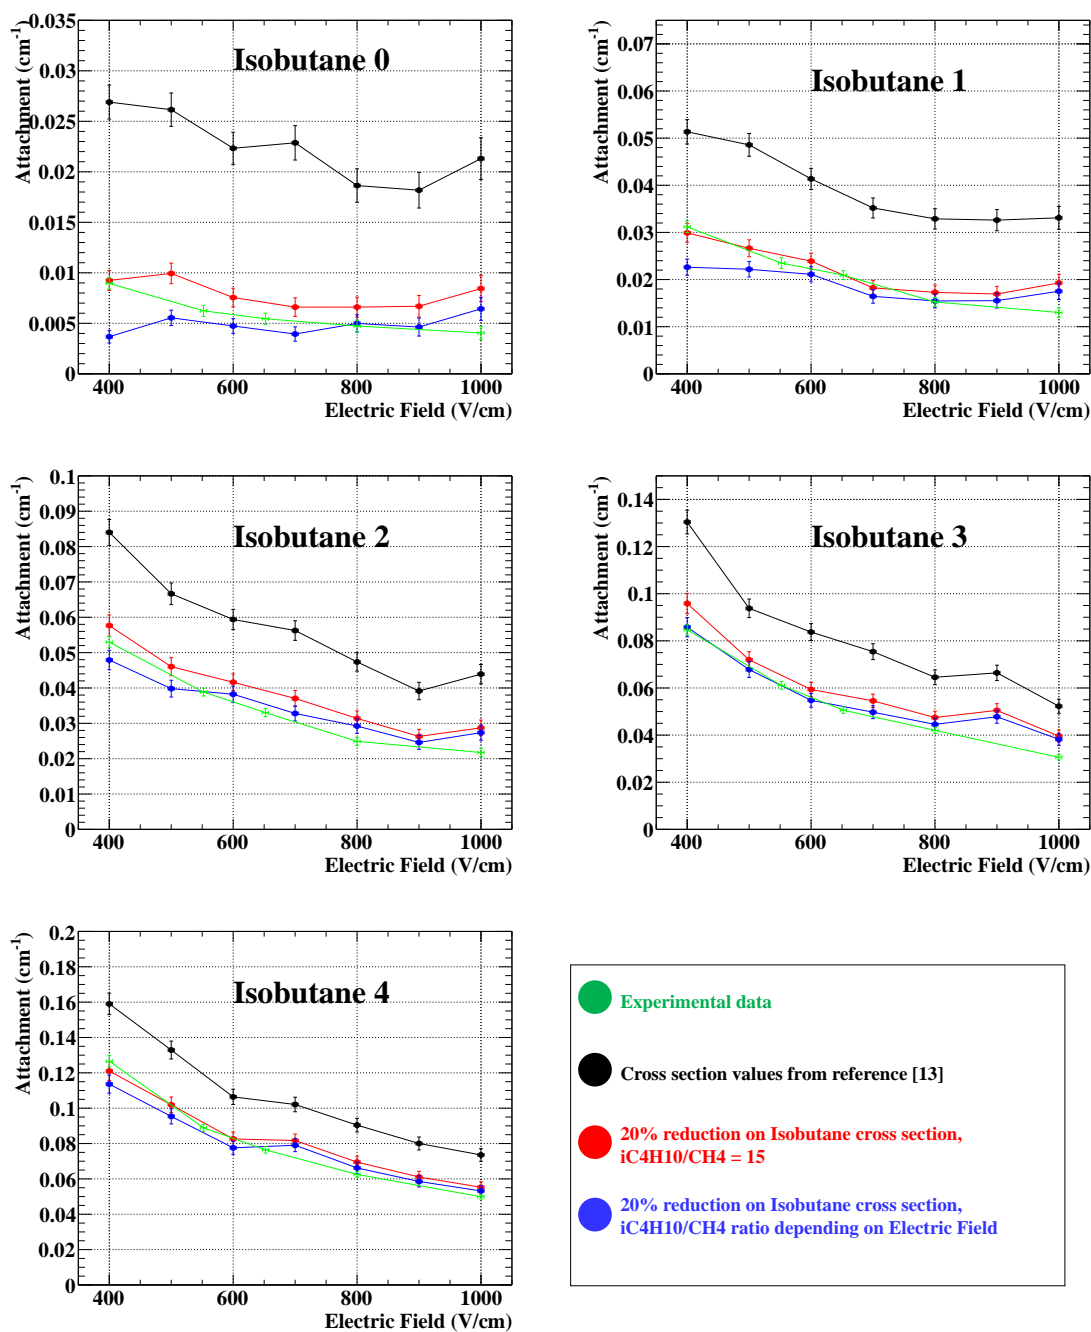 Attachment (cm-1)
0.035
0.03
0.025
0.02
0.015
0.01
0.005
0
Isobutane 0
400 600 800 1000
Electric Field (V/cm)
Attachment (cm-1)
0.07
0.06
0.05
0.04
0.03
0.02
0.01
0
Isobutane 1
400 600 800 1000
Electric Field (V/cm)
Attachment (cm-1)
0.1
0.09
0.08
0.07
0.06
0.05
0.04
0.03
0.02
0.01
0
Isobutane 2
400 600 800 1000
Electric Field (V/cm)
Attachment (cm-1)
0.14
0.12
0.1
0.08
0.06
0.04
0.02
0
Isobutane 3
400 600 800 1000
Electric Field (V/cm)
Attachment (cm-1)
0.2
0.18
0.16
0.14
0.12
0.1
0.08
0.06
0.04
0.02
0
Isobutane 4
400 600 800 1000
Electric Field (V/cm)
Experimental data
Cross section values from reference [13]
20% reduction on Isobutane cross section,
iC4H10/CH4 = 15
20% reduction on Isobutane cross section,
iC4H10/CH4 ratio depending on Electric Field